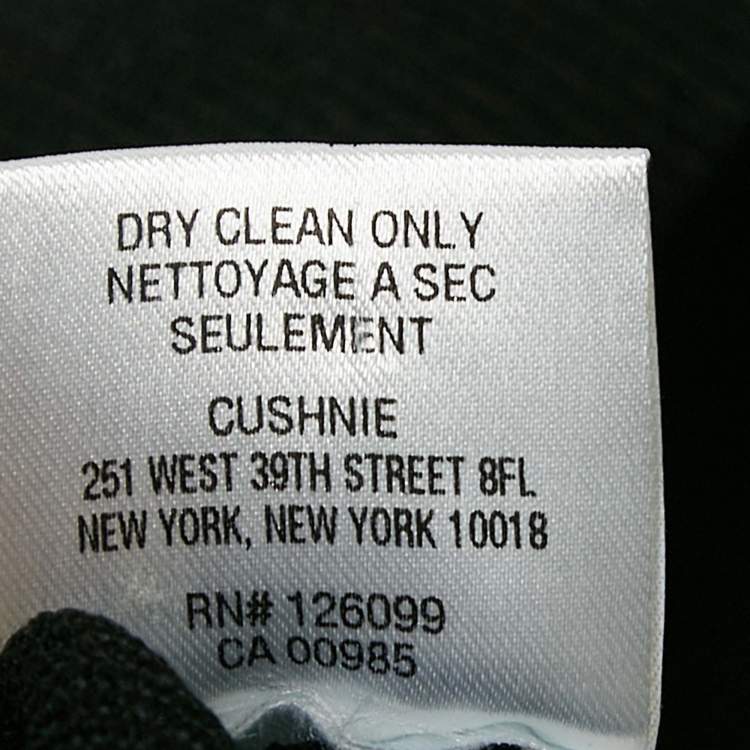 DRY CLEAN ONLY
NETTOYAGE A SEC
SEULEMENT
CUSHNIE
251 WEST 39TH STREET 8FL
NEW YORK, NEW YORK 10018
RN# 126099
CA 00985